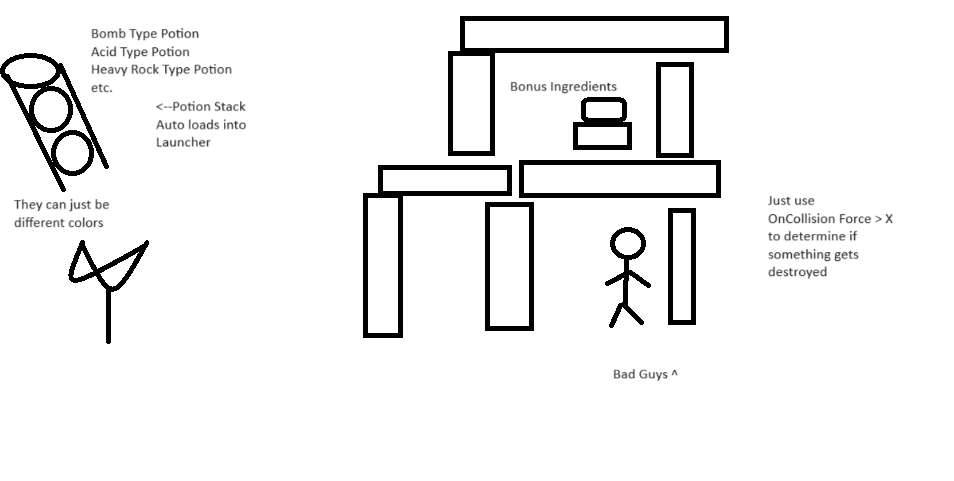 Bomb Type Potion
Acid Type Potion
Heavy Rock Type Potion
etc.
<--Potion Stack
Auto loads into
Launcher
They can just be
different colors
Bonus Ingredients
Just use
OnCollision Force > X
to determine if
something gets
destroyed
Bad Guys ^